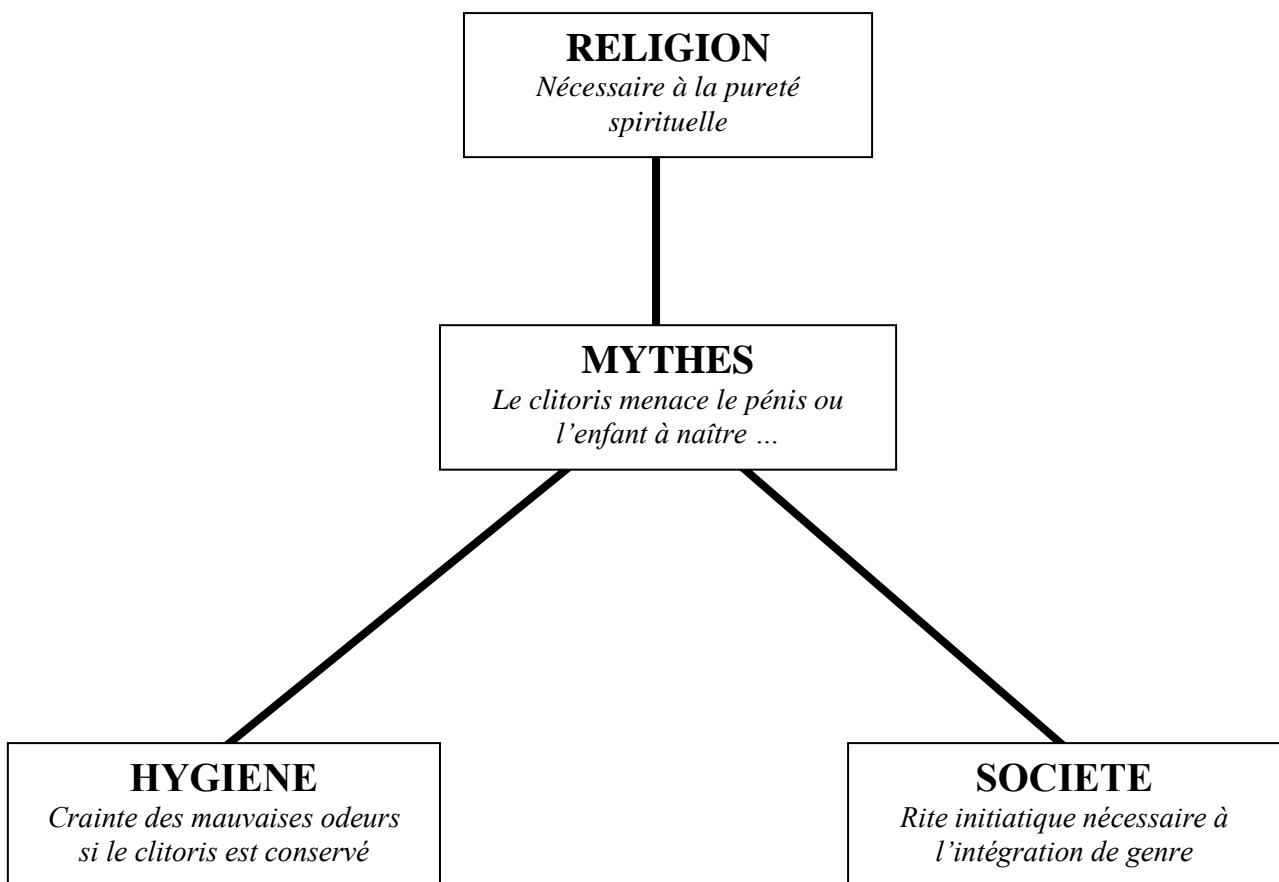 RELIGION
Nécessaire à la pureté
spirituelle
MYTHES
Le clitoris menace le pénis ou
l’enfant à naître …
HYGIENE
Crainte des mauvaises odeurs
si le clitoris est conservé
SOCIETE
Rite initiatique nécessaire à
l’intégration de genre